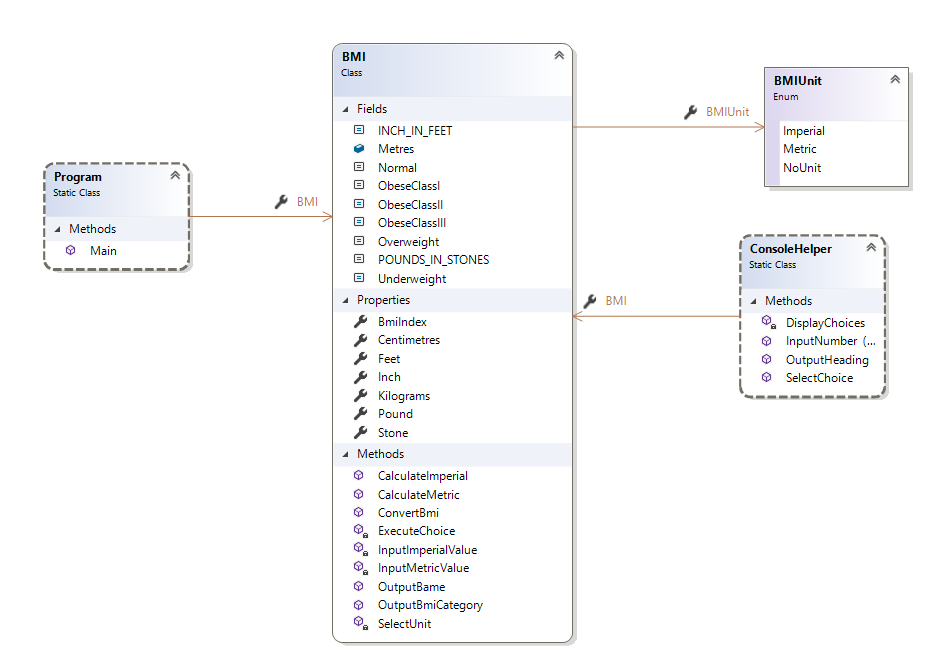 Program
Static Class
Methods
Main
BMI
BMI
Class
Fields
INCH_IN_FEET
Metres
Normal
ObeseClassI
ObeseClassII
ObeseClassIII
Overweight
POUNDS_IN_STONES
Underweight
Properties
BmiIndex
Centimetres
Feet
Inch
Kilograms
Pound
Stone
Methods
CalculateImperial
CalculateMetric
ConvertBmi
ExecuteChoice
InputImperialValue
InputMetricValue
OutputBame
OutputBmiCategory
SelectUnit
BMIUnit
BMIUnit
Enum
Imperial
Metric
NoUnit
BMI
ConsoleHelper
Static Class
Methods
DisplayChoices
InputNumber (...
OutputHeading
SelectChoice